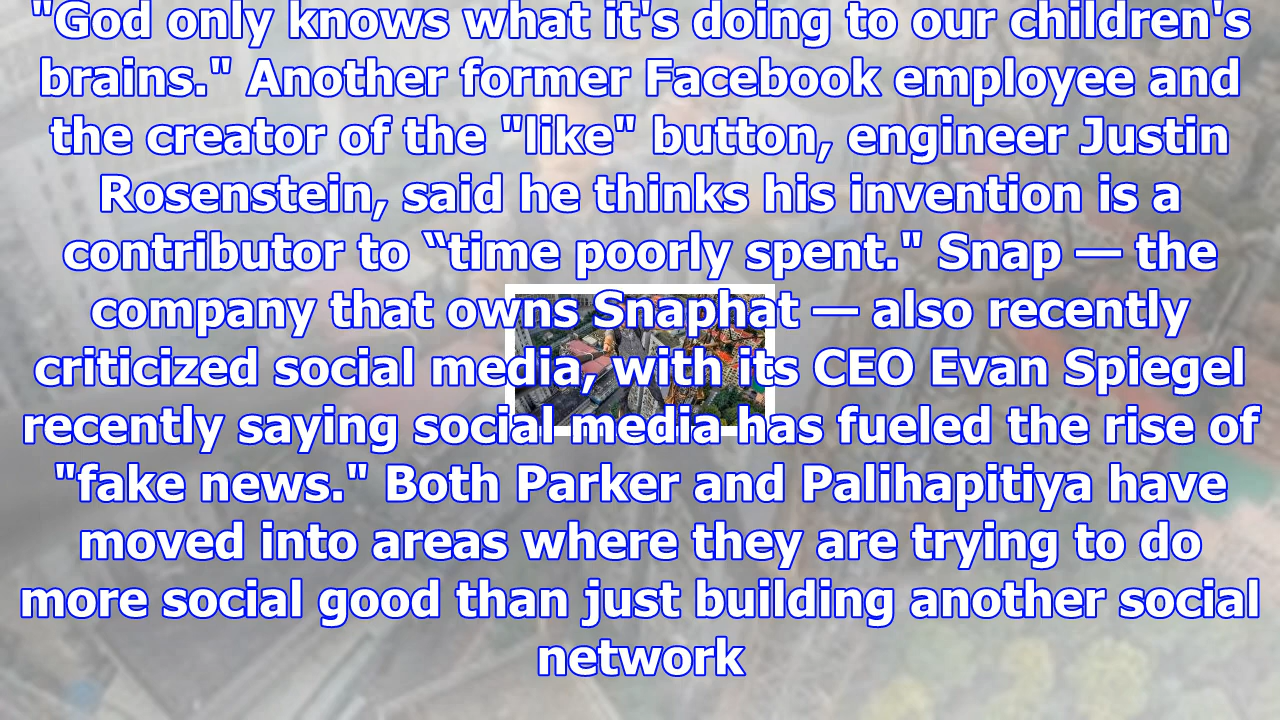 "God only knows what it's doing to our children's
brains." Another former Facebook employee and
the creator of the "like" button, engineer Justin
Rosenstein, said he thinks his invention is a
contributor to “time poorly spent." Snap — the
company that owns Snaphat — also recently
criticized social media, with its CEO Evan Spiegel
recently saying social media has fueled the rise of
"fake news." Both Parker and Palihapitiya have
moved into areas where they are trying to do
more social good than just building another social
network